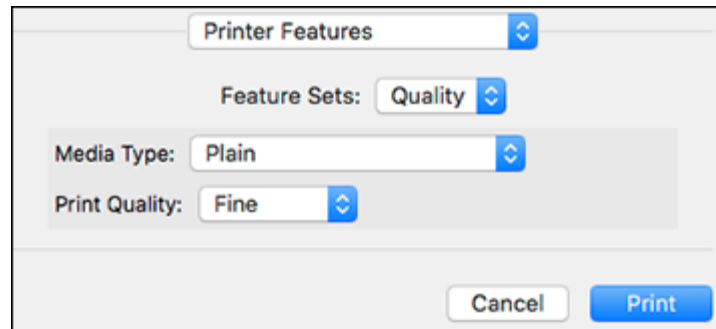 Printer Features
Feature Sets: Quality
Media Type: Plain
Print Quality: Fine
Cancel Print